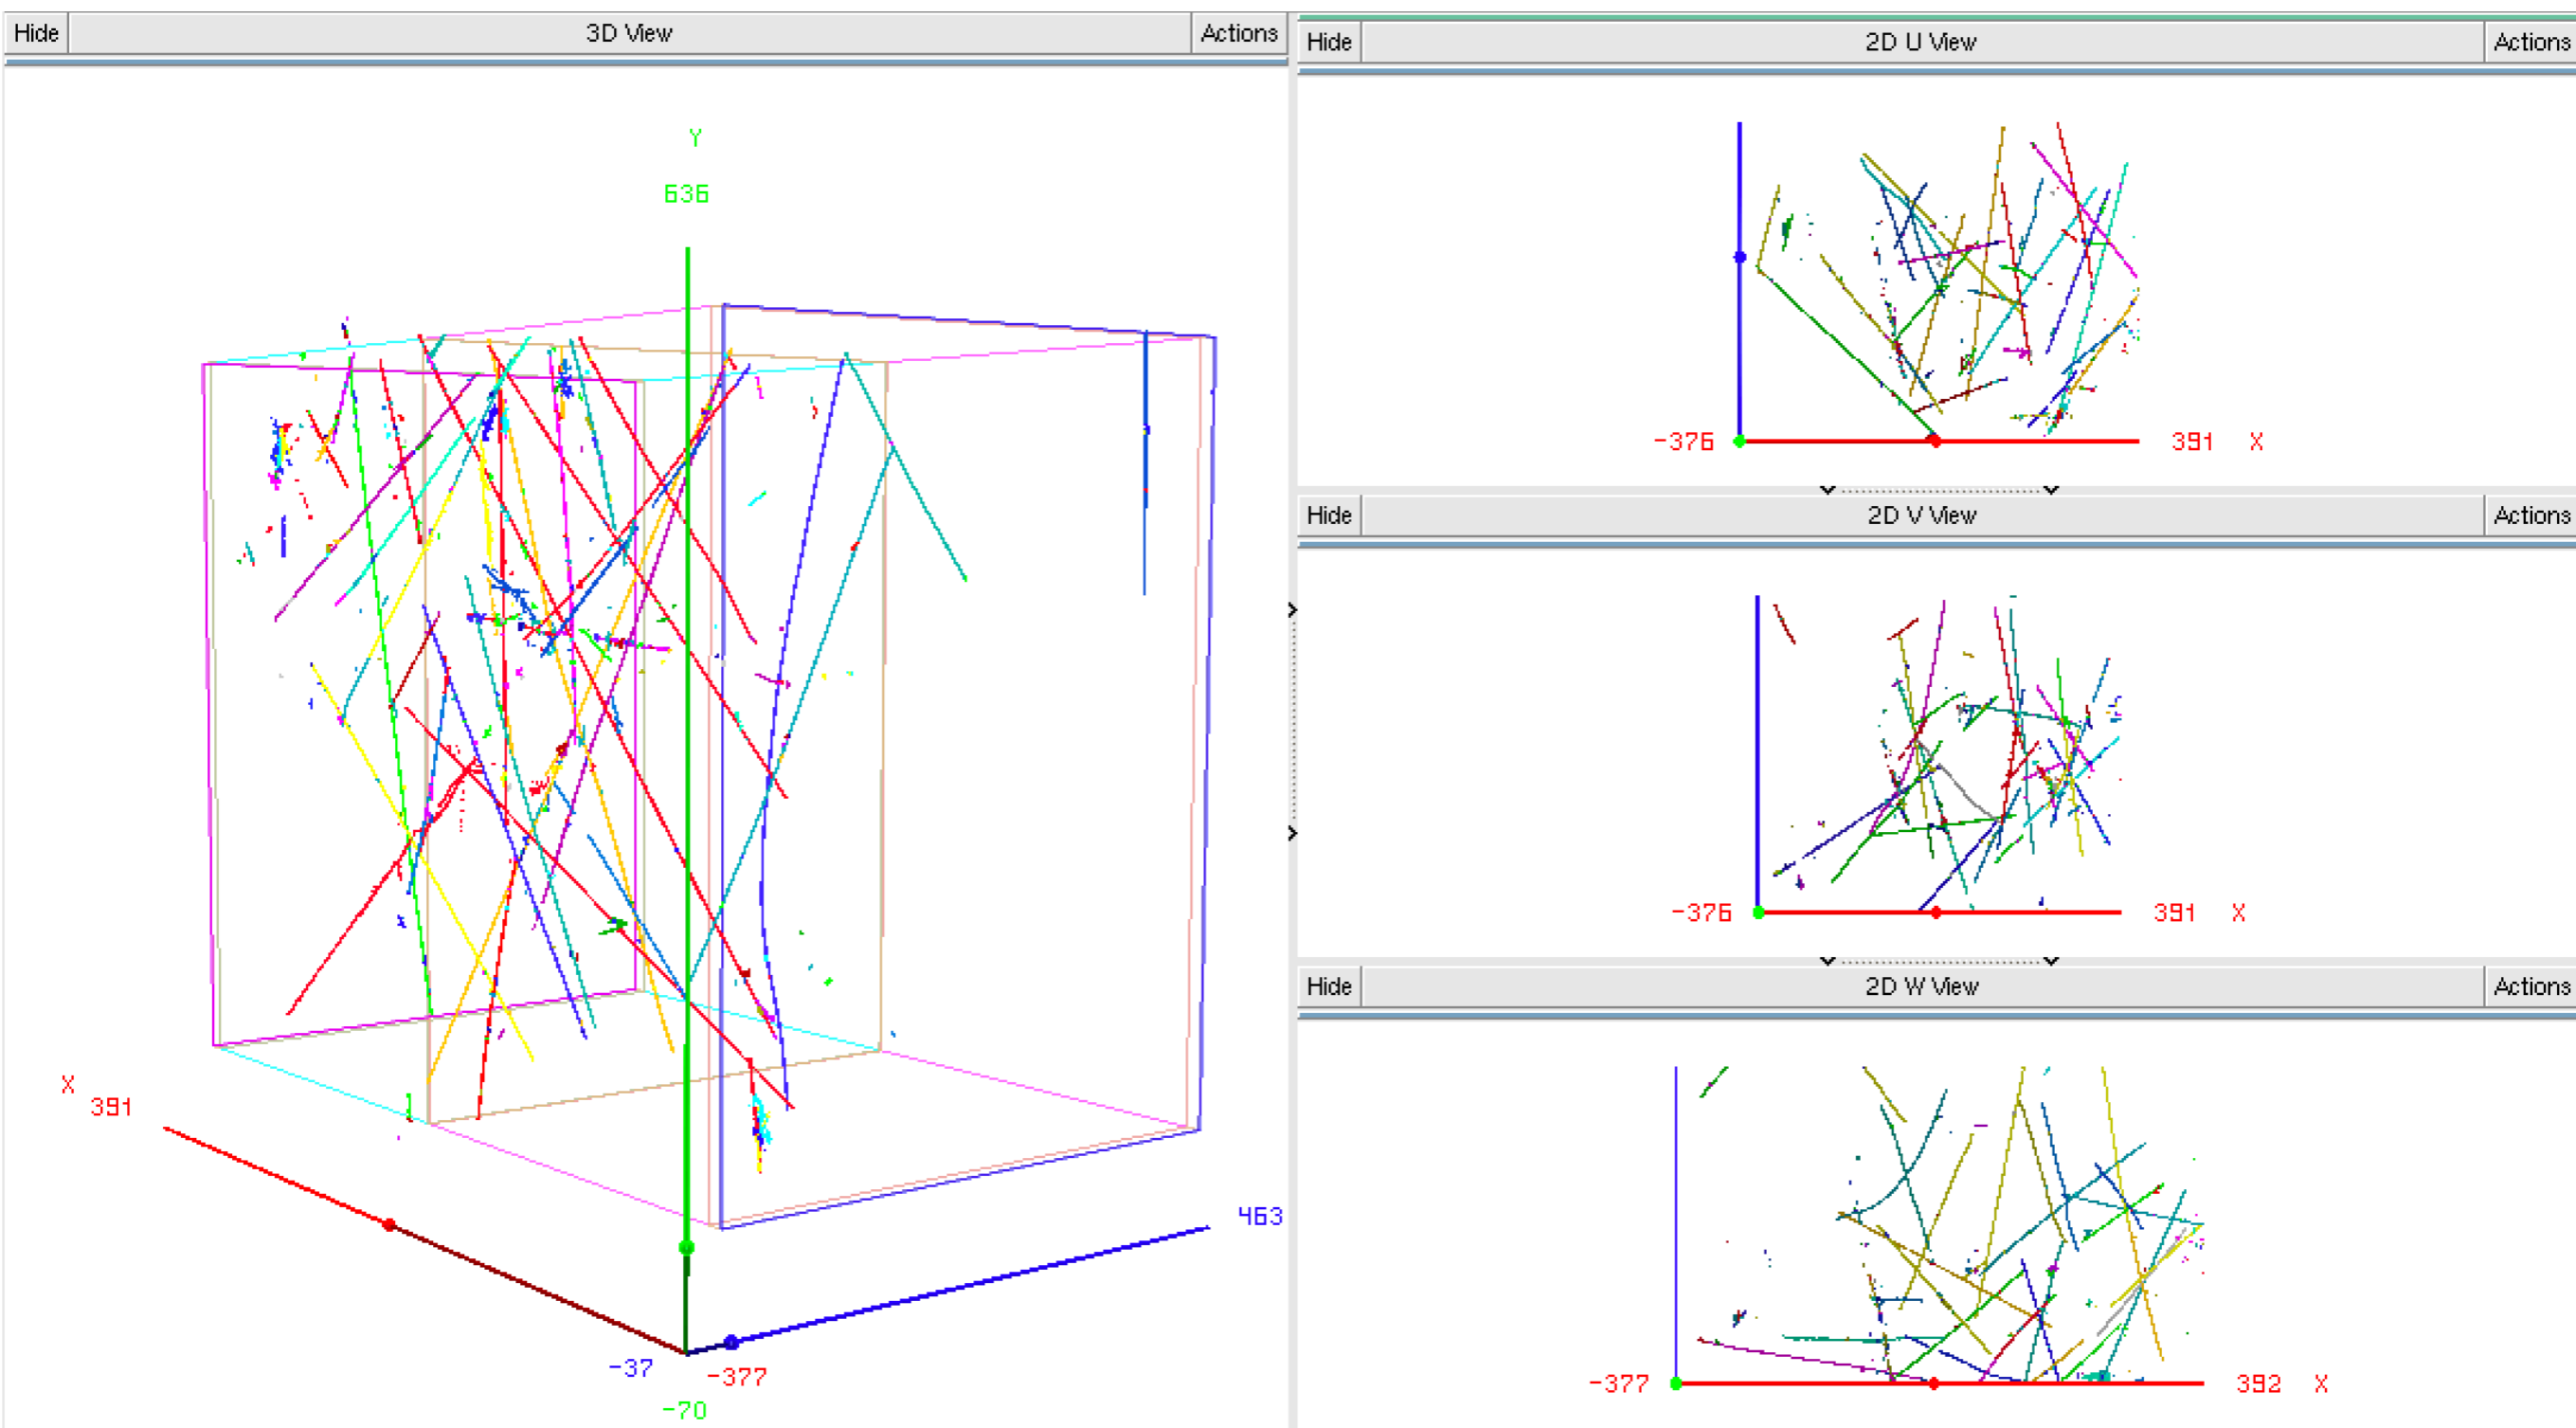 Hide 3D View Actions
Y
636
X
391
463
-37
-377
-70
Hide 2D U View Actions
-376 391 X
Hide 2D V View Actions
-376 391 X
Hide 2D W View Actions
-377 392 X